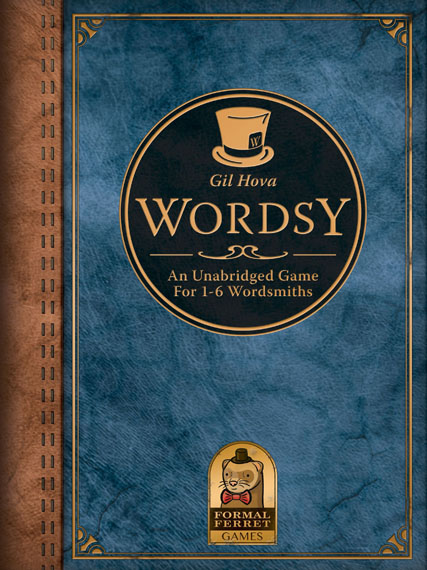 W
Gil Hova
WORDSY
An Unabridged Game
For 1-6 Wordsmiths
FORMAL
FERRET
GAMES